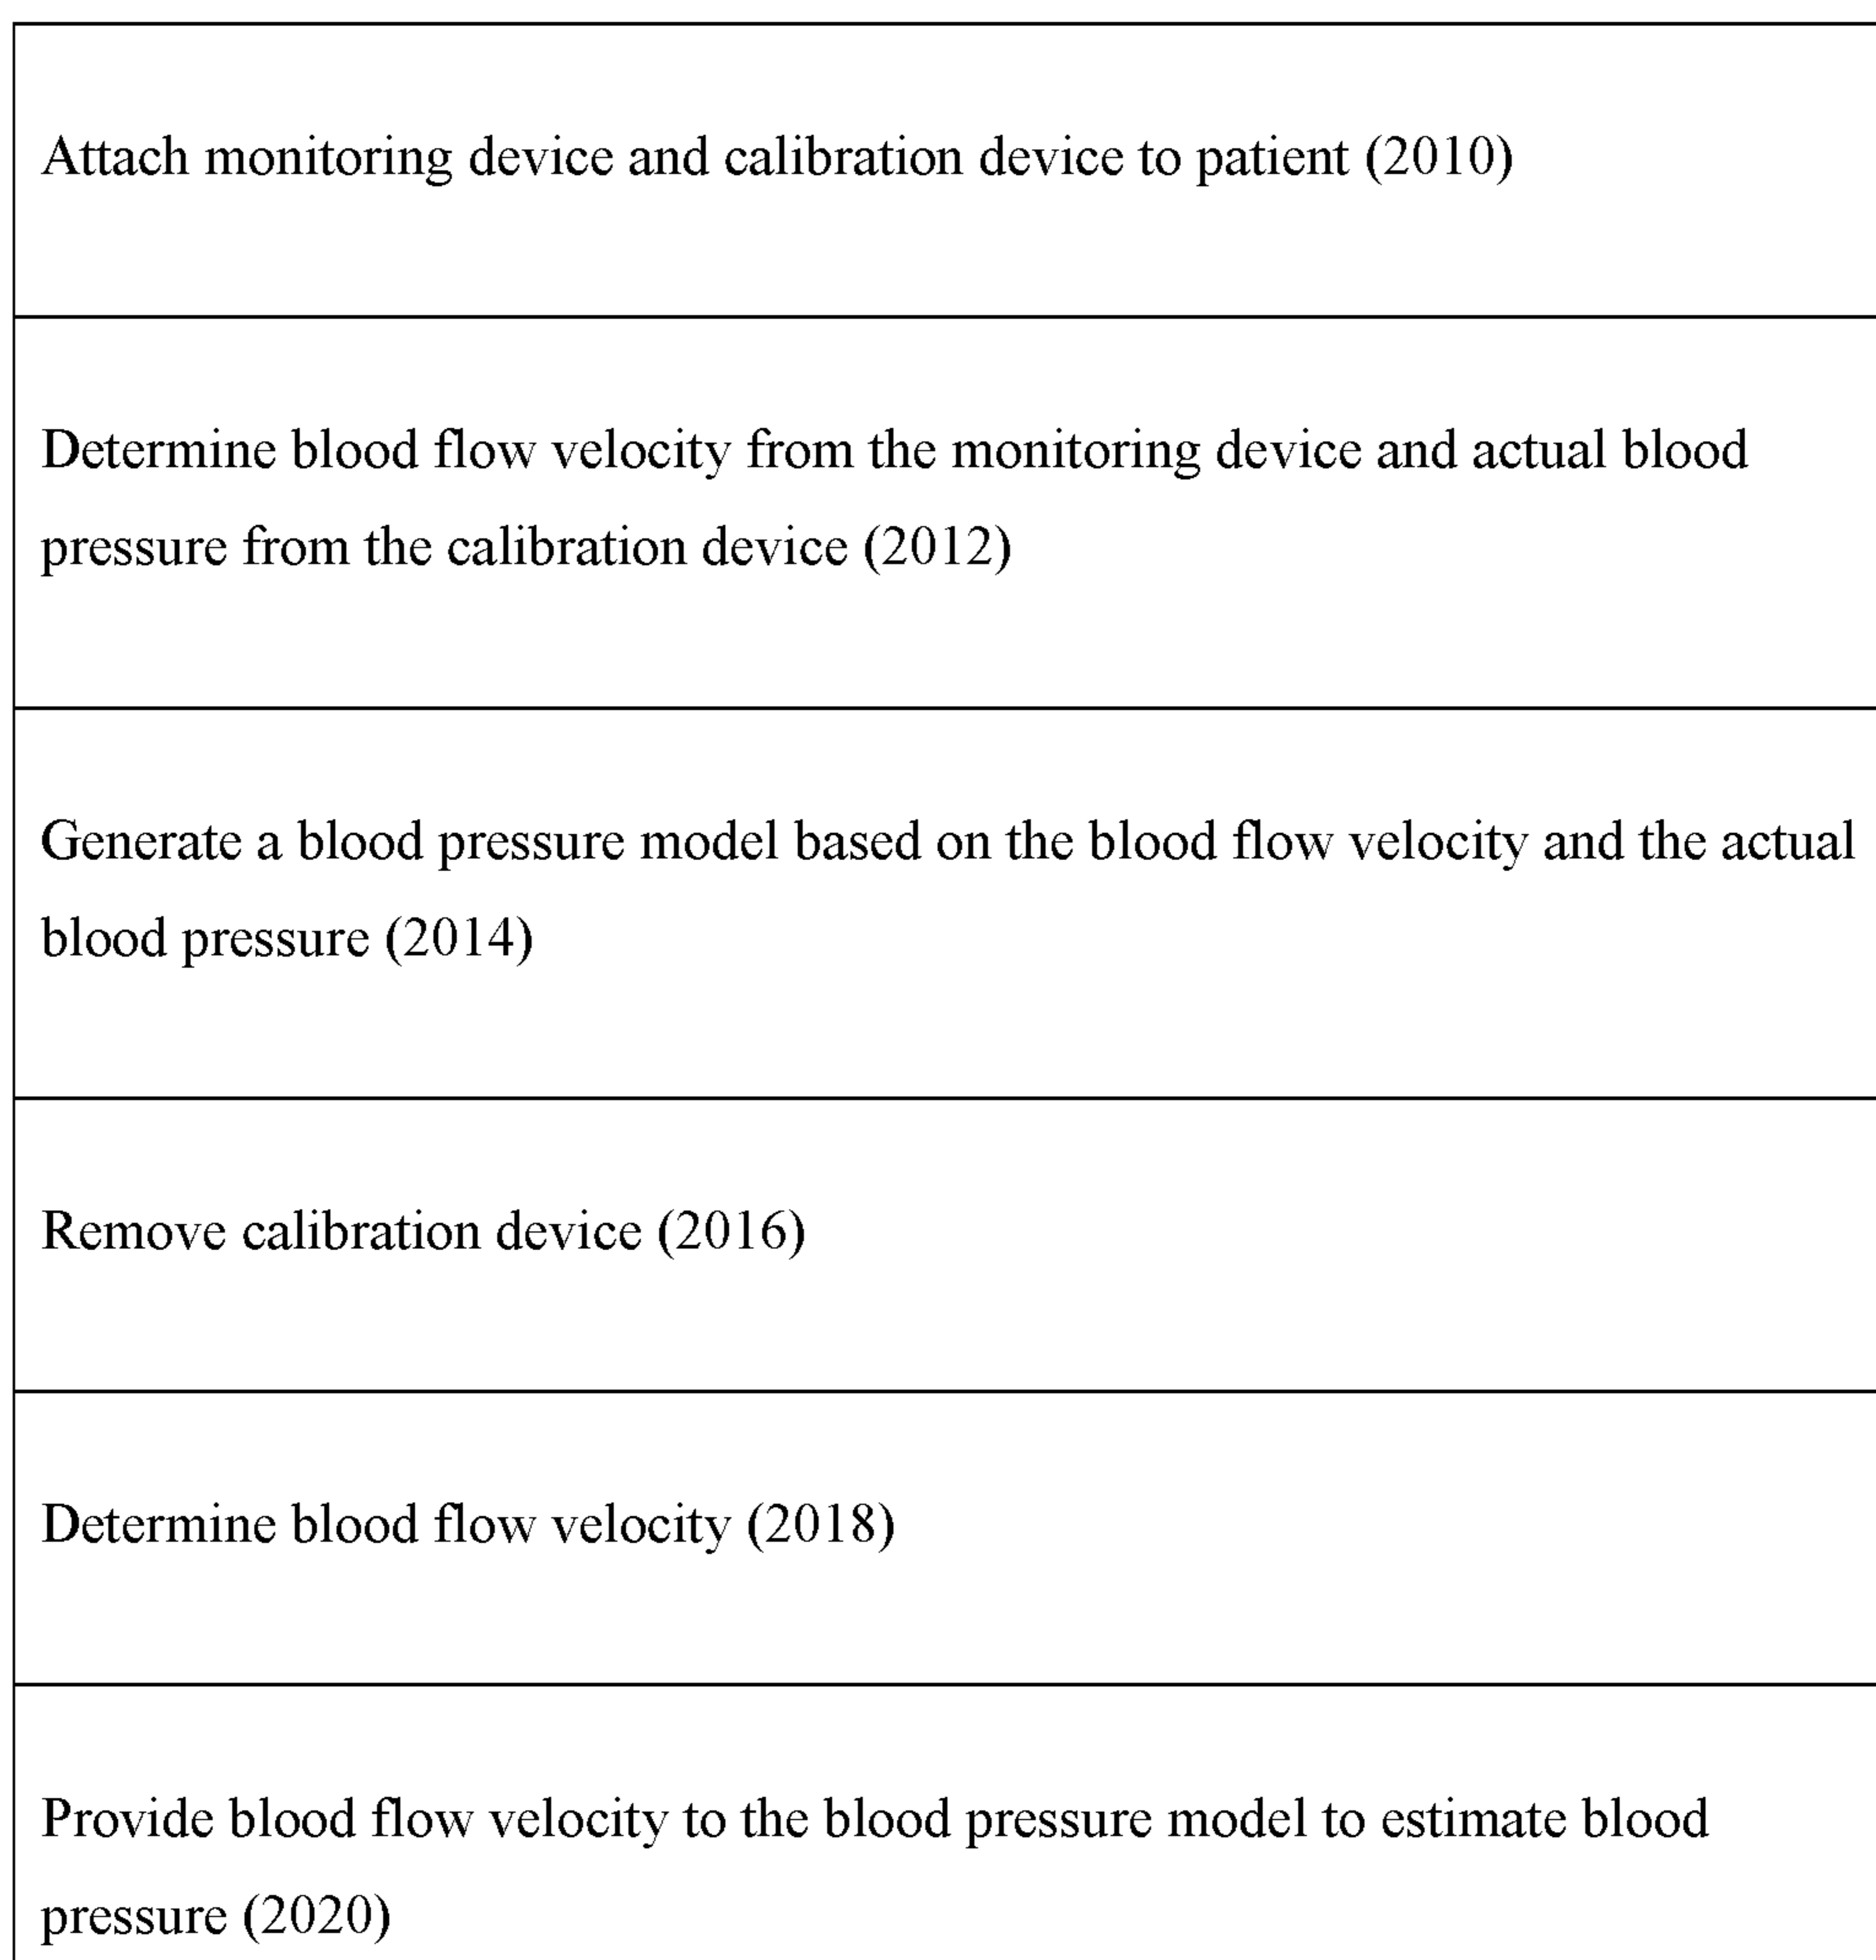 Attach monitoring device and calibration device to patient (2010)
Determine blood flow velocity from the monitoring device and actual blood
pressure from the calibration device (2012)
Generate a blood pressure model based on the blood flow velocity and the actual
blood pressure (2014)
Remove calibration device (2016)
Determine blood flow velocity (2018)
Provide blood flow velocity to the blood pressure model to estimate blood
pressure (2020)